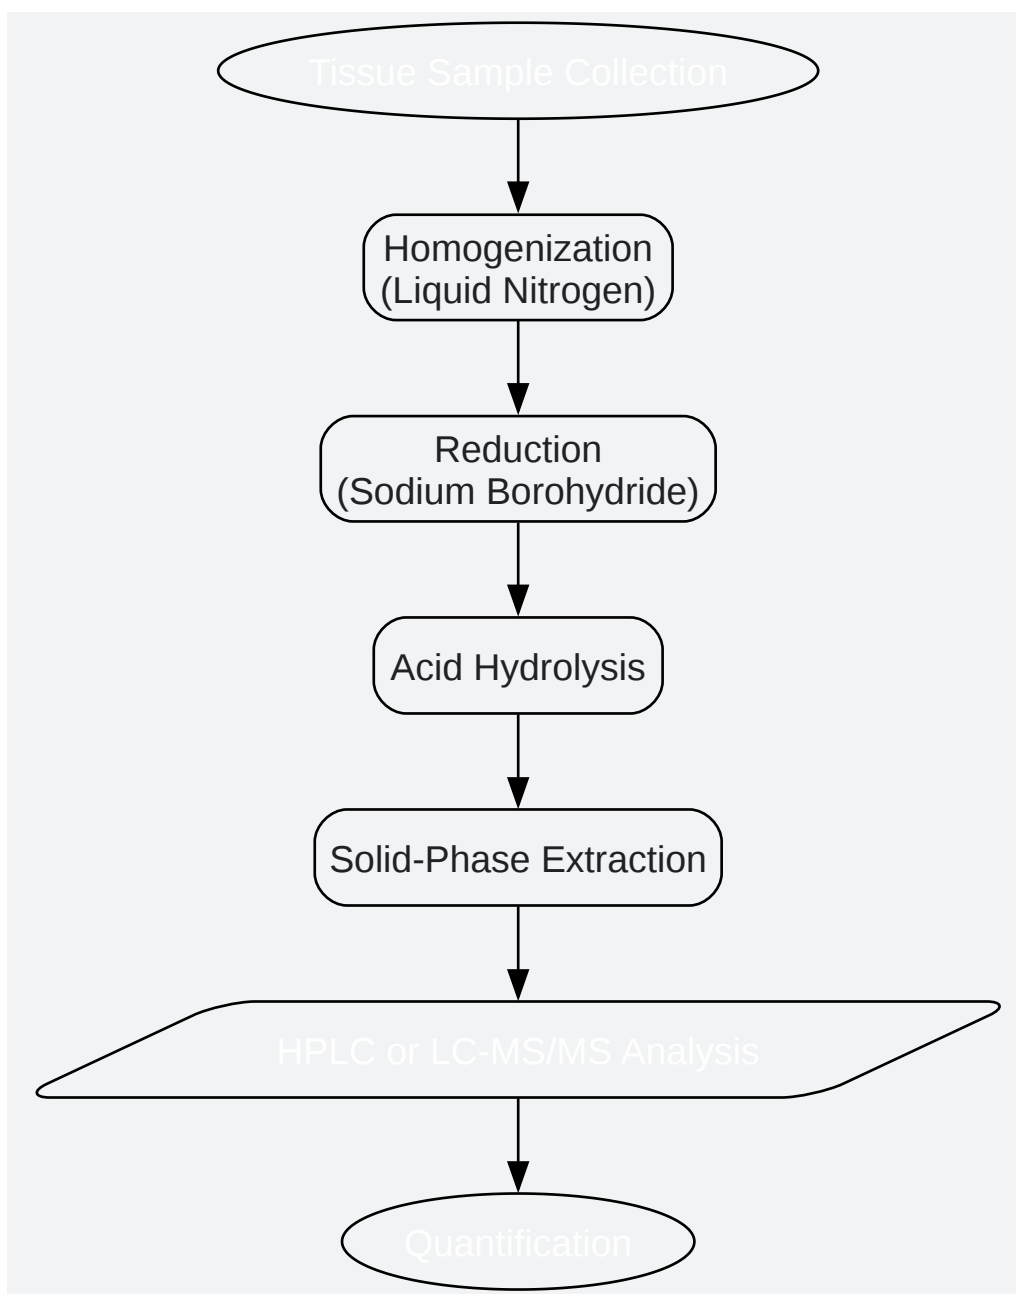 Tissue Sample Collection
Homogenization
(Liquid Nitrogen)
Reduction
(Sodium Borohydride)
Acid Hydrolysis
Solid-Phase Extraction
HPLC or LC-MS/MS Analysis
Quantification